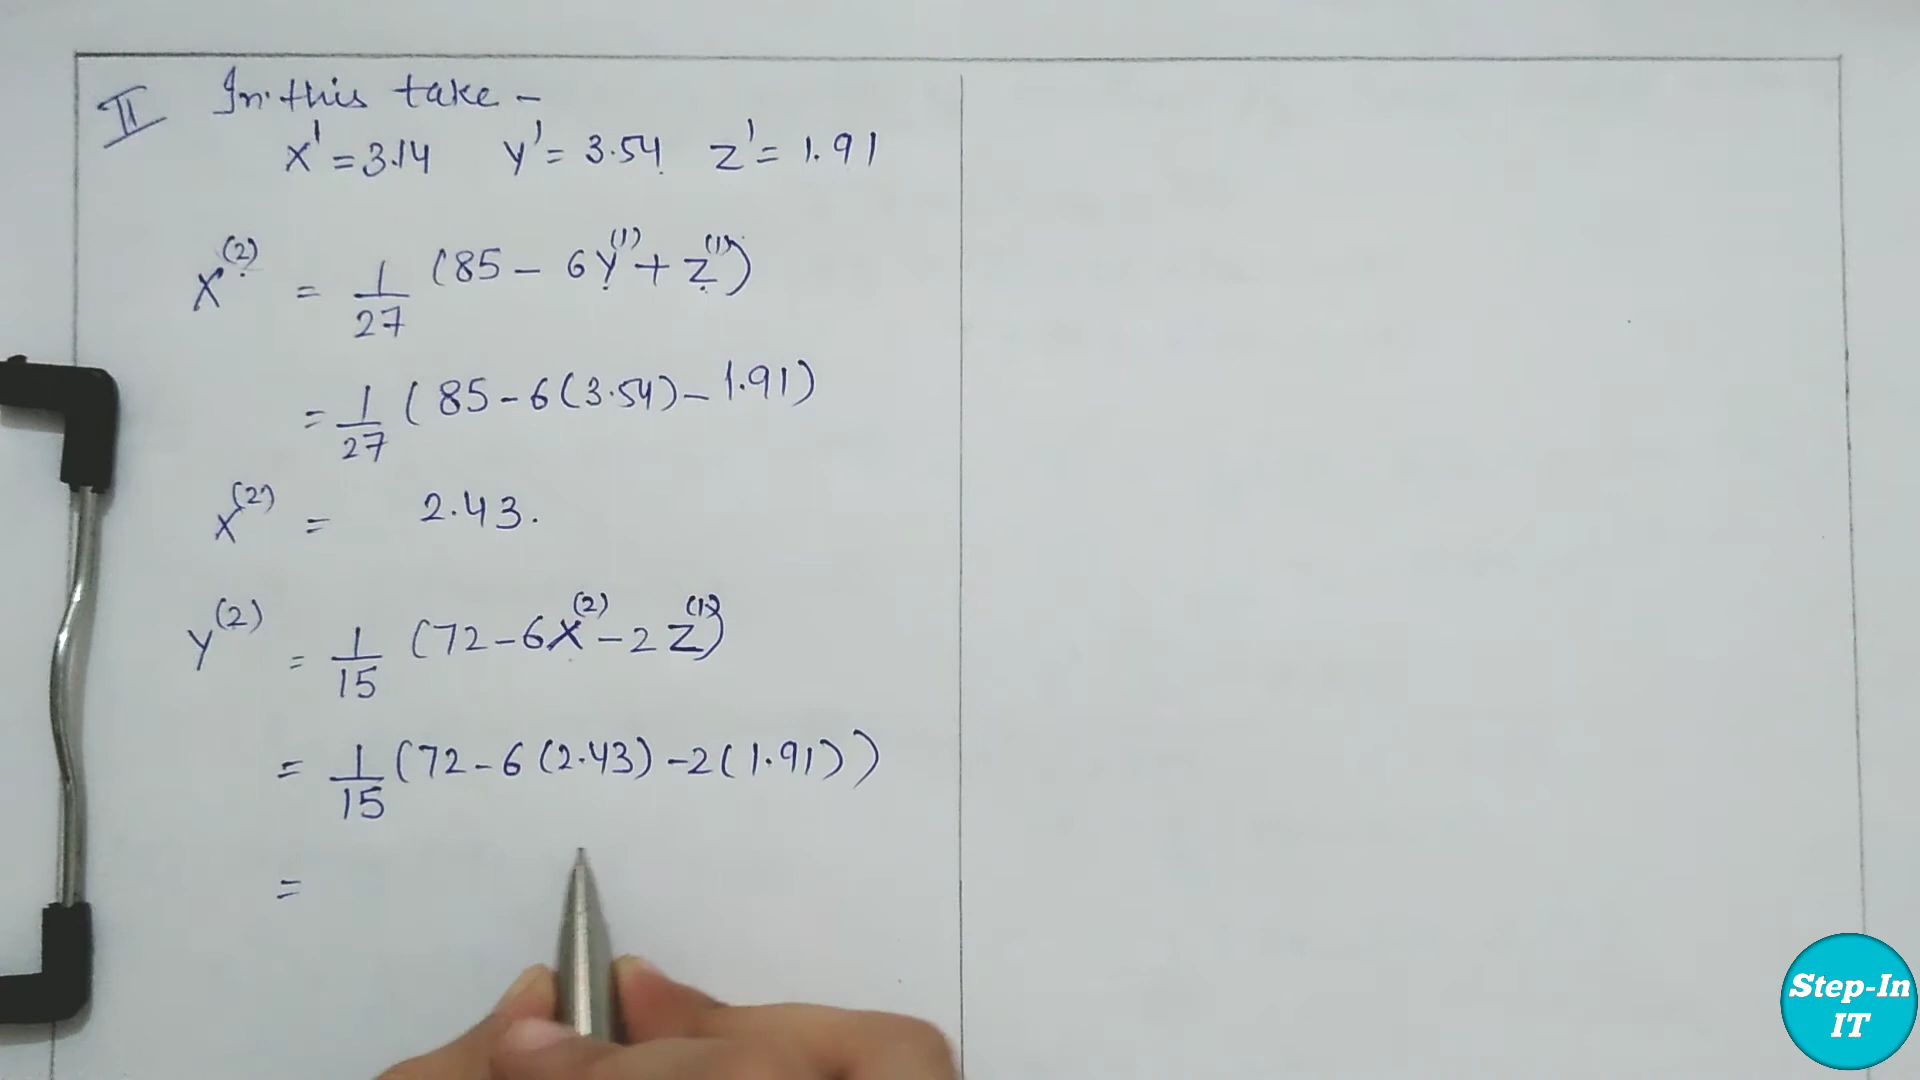 II In this take -
x' = 3.14 y' = 3.54 z' = 1.91
x^(2) = 1/27 (85 - 6y^(1) + z^(1))
= 1/27 (85 - 6(3.54) - 1.91)
x^(2) = 2.43.
y^(2) = 1/15 (72 - 6x^(2) - 2z^(1))
= 1/15 (72 - 6(2.43) - 2(1.91))
=
Step-In
IT